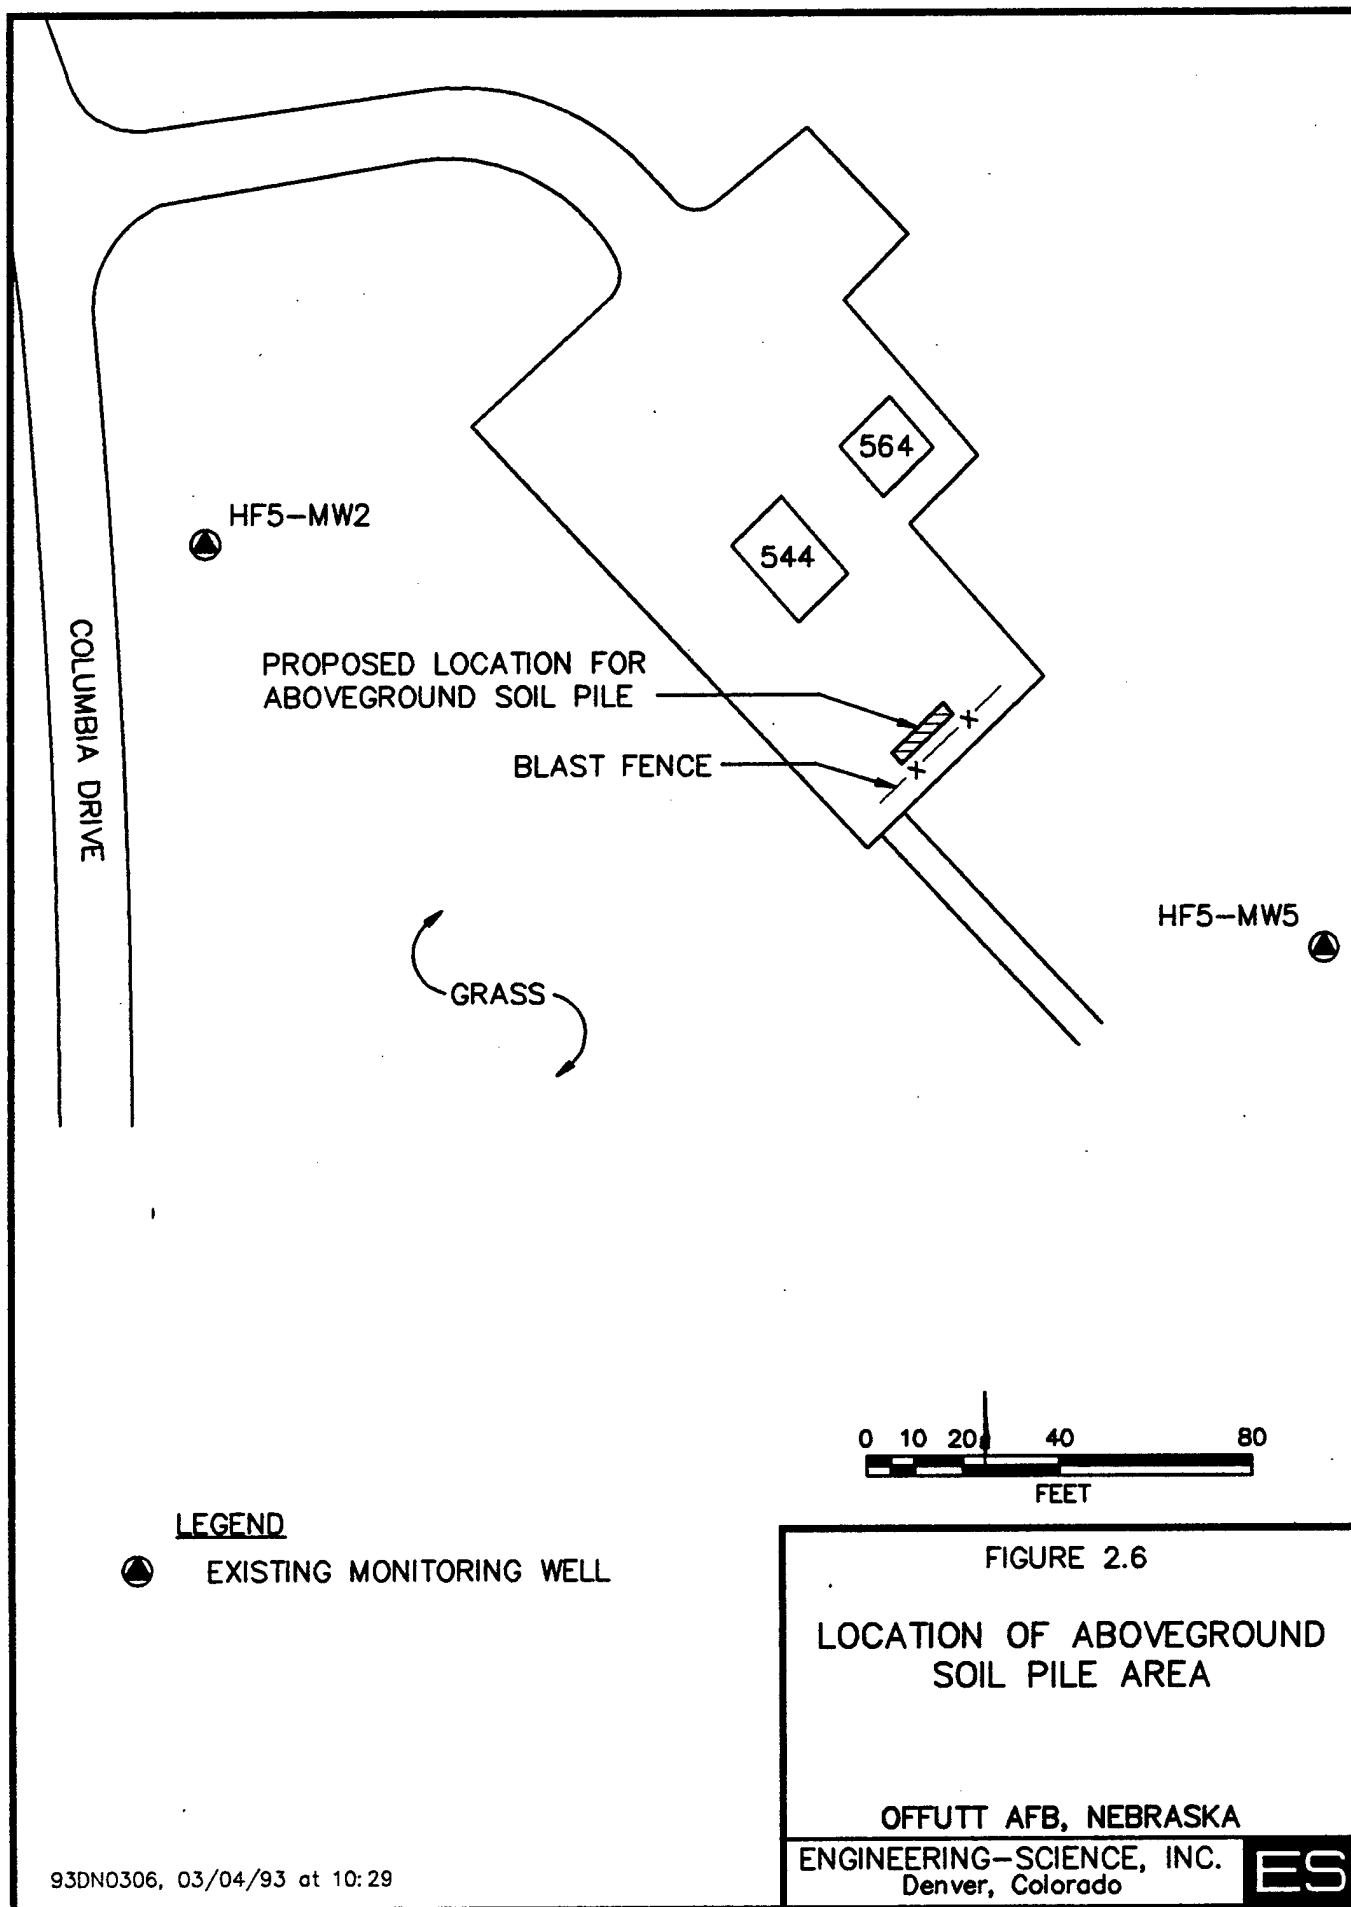 564
HF5-MW2
544
COLUMBIA DRIVE
PROPOSED LOCATION FOR
ABOVEGROUND SOIL PILE
BLAST FENCE
HF5-MW5
GRASS
0 10 20 40 80
FEET
LEGEND
EXISTING MONITORING WELL
FIGURE 2.6
LOCATION OF ABOVEGROUND
SOIL PILE AREA
OFFUTT AFB, NEBRASKA
ENGINEERING-SCIENCE, INC.
Denver, Colorado
ES
93DN0306, 03/04/93 at 10:29